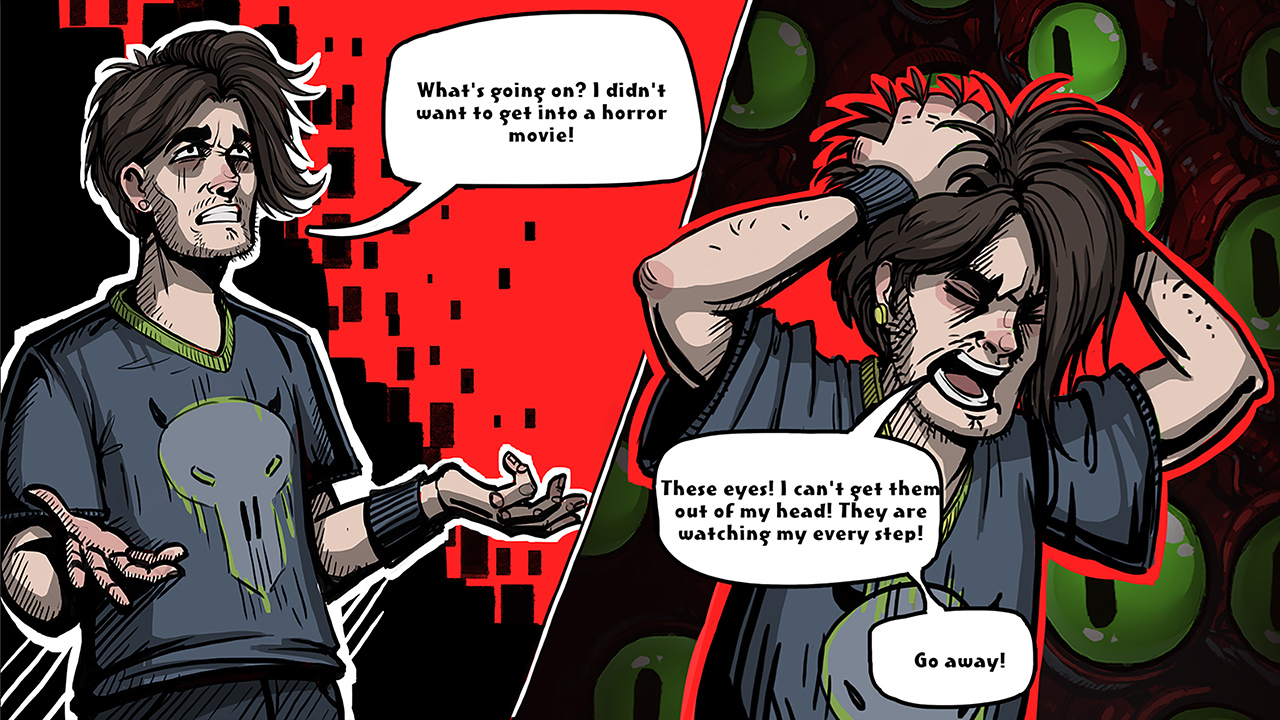 What's going on? I didn't
want to get into a horror
movie!
These eyes! I can't get them
out of my head! They are
watching my every step!
Go away!